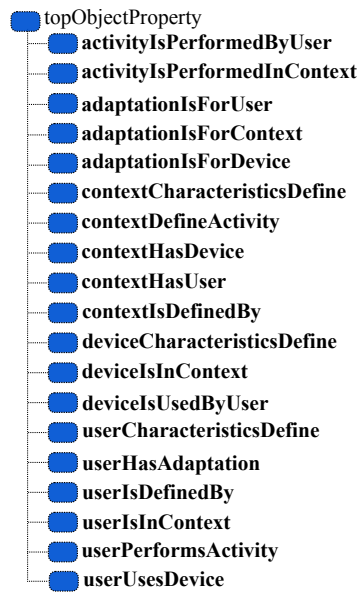 topObjectProperty
activityIsPerformedByUser
activityIsPerformedInContext
adaptationIsForUser
adaptationIsForContext
adaptationIsForDevice
contextCharacteristicsDefine
contextDefineActivity
contextHasDevice
contextHasUser
contextIsDefinedBy
deviceCharacteristicsDefine
deviceIsInContext
deviceIsUsedByUser
userCharacteristicsDefine
userHasAdaptation
userIsDefinedBy
userIsInContext
userPerformsActivity
userUsesDevice